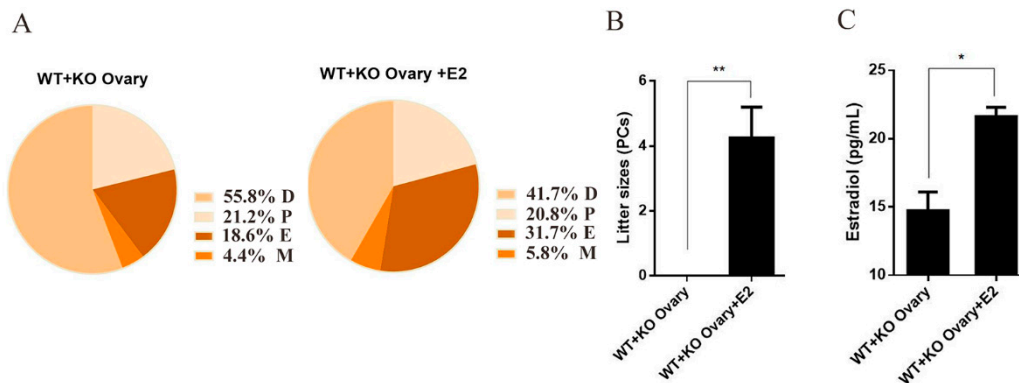 A
WT+KO Ovary
55.8% D
21.2% P
18.6% E
4.4% M
WT+KO Ovary +E2
41.7% D
20.8% P
31.7% E
5.8% M
B
Litter sizes (PCs)
6
4
2
0
**
WT+KO Ovary
WT+KO Ovary+E2
C
Estradiol (pg/mL)
25
20
15
10
*
WT+KO Ovary
WT+KO Ovary+E2